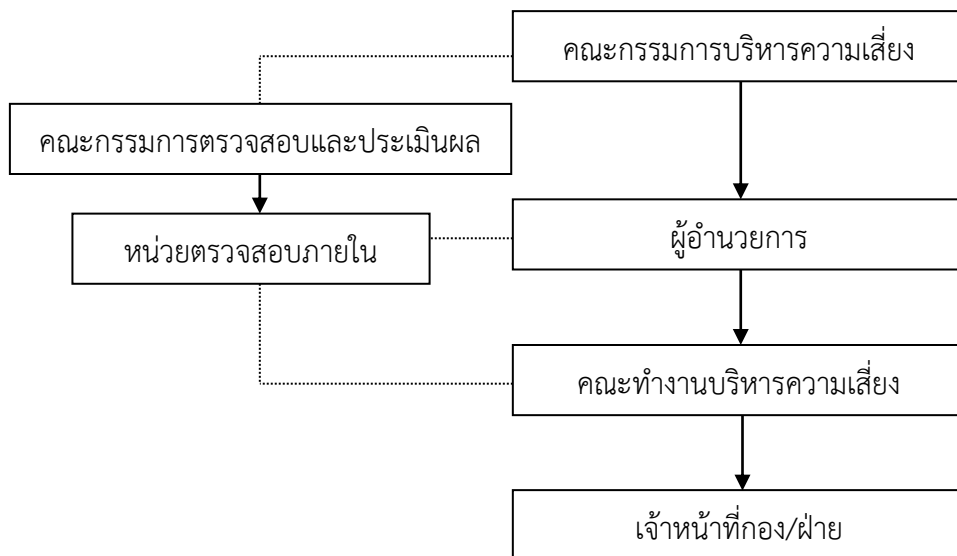 คณะกรรมการบริหารความเสี่ยง
คณะกรรมการตรวจสอบและประเมินผล
หน่วยตรวจสอบภายใน
ผู้อำนวยการ
คณะทำงานบริหารความเสี่ยง
เจ้าหน้าที่กอง/ฝ่าย